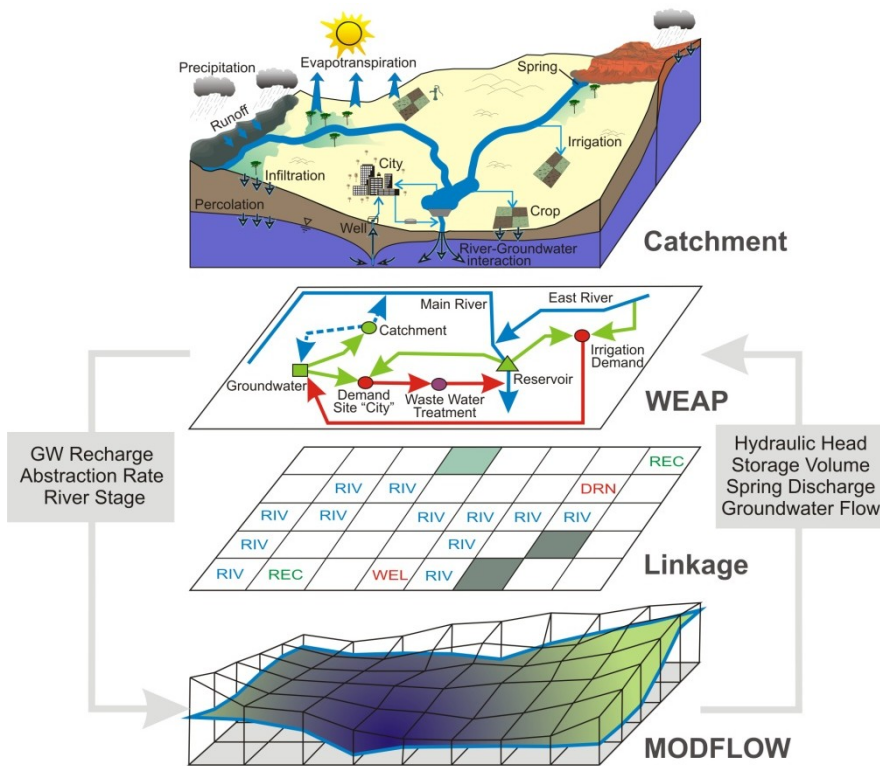 Precipitation
Evapotranspiration
Spring
Runoff
Irrigation
City
Infiltration
Percolation
Crop
Well
River-Groundwater
interaction
Catchment
Main River
East River
Catchment
Irrigation
Demand
Groundwater
Reservoir
Demand
Site "City"
Waste Water
Treatment
WEAP
GW Recharge
Abstraction Rate
River Stage
Hydraulic Head
Storage Volume
Spring Discharge
Groundwater Flow
REC
RIV RIV DRN
RIV RIV RIV RIV RIV RIV
RIV RIV
RIV REC WEL RIV
Linkage
MODFLOW